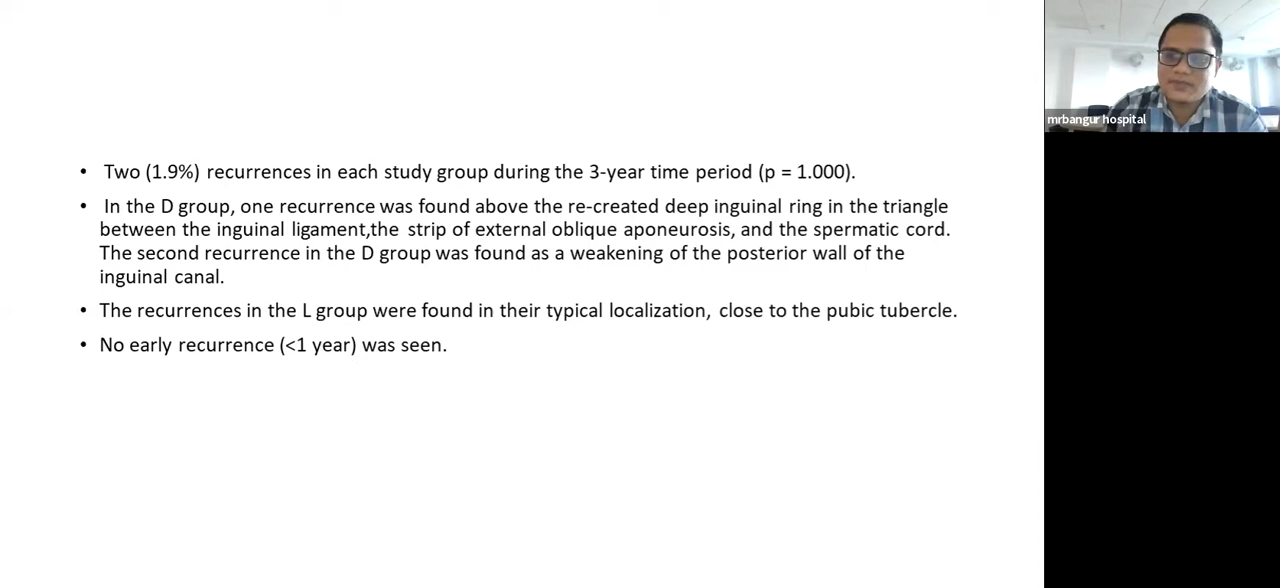 • Two (1.9%) recurrences in each study group during the 3-year time period (p = 1.000).
• In the D group, one recurrence was found above the re-created deep inguinal ring in the triangle
between the inguinal ligament,the strip of external oblique aponeurosis, and the spermatic cord.
The second recurrence in the D group was found as a weakening of the posterior wall of the
inguinal canal.
• The recurrences in the L group were found in their typical localization, close to the pubic tubercle.
• No early recurrence (<1 year) was seen.
mrbangur hospital